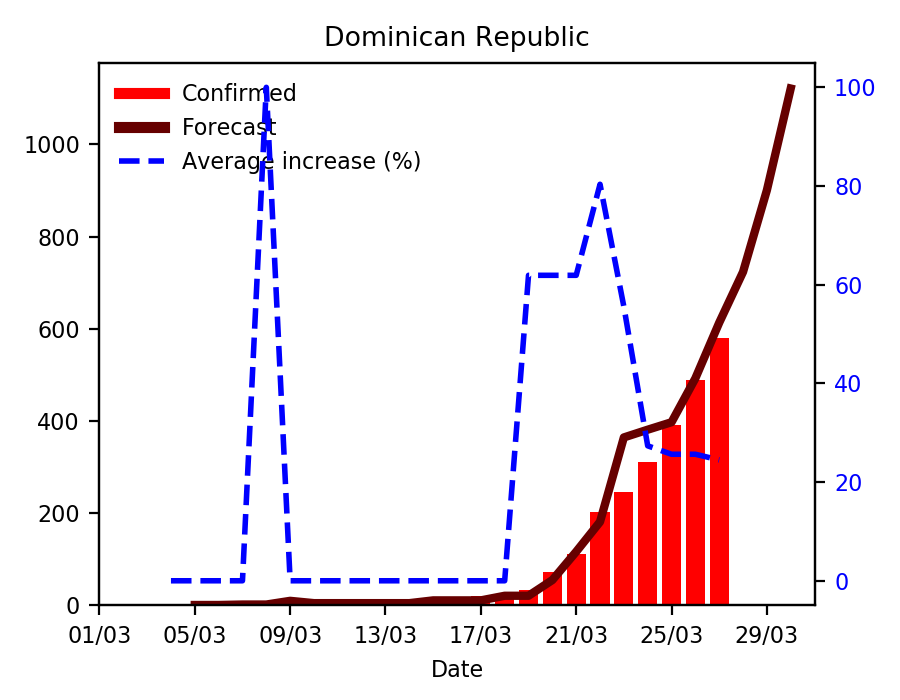 Dominican Republic
Confirmed
Forecast
Average increase (%)
1000
800
600
400
200
0
100
80
60
40
20
0
01/03 05/03 09/03 13/03 17/03 21/03 25/03 29/03
Date